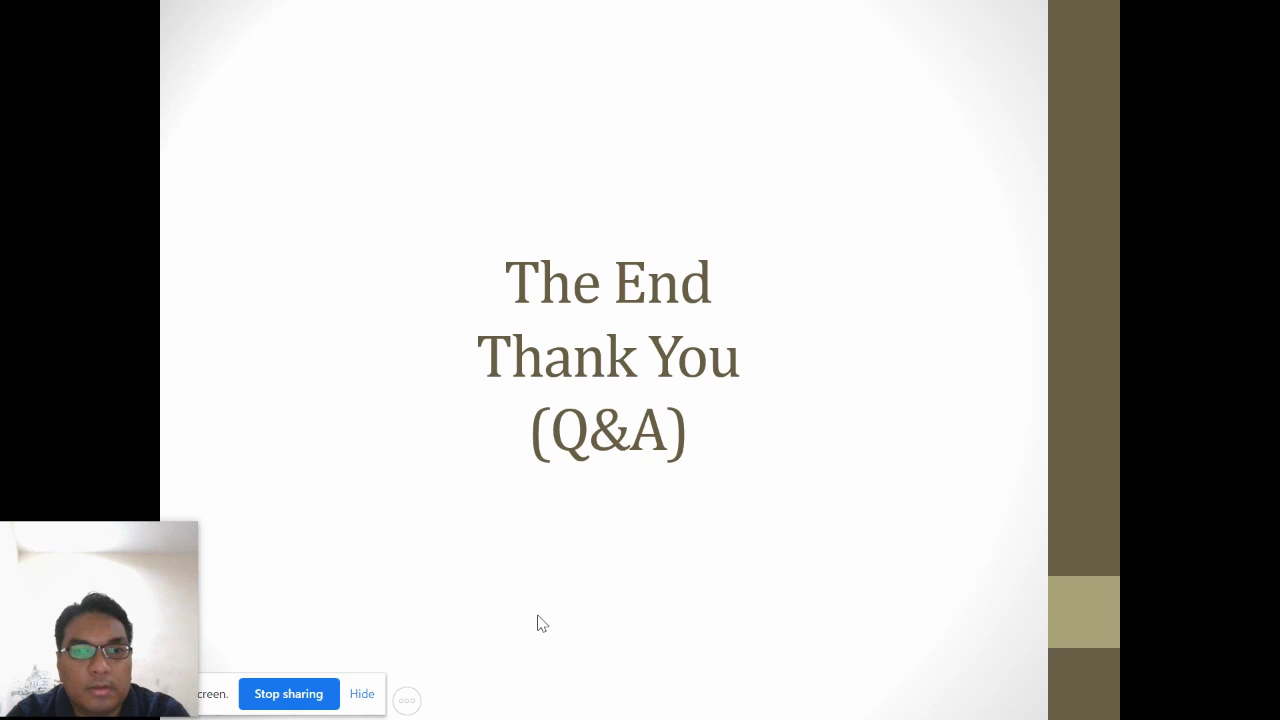 The End
Thank You
(Q&A)
creen.
Stop sharing
Hide